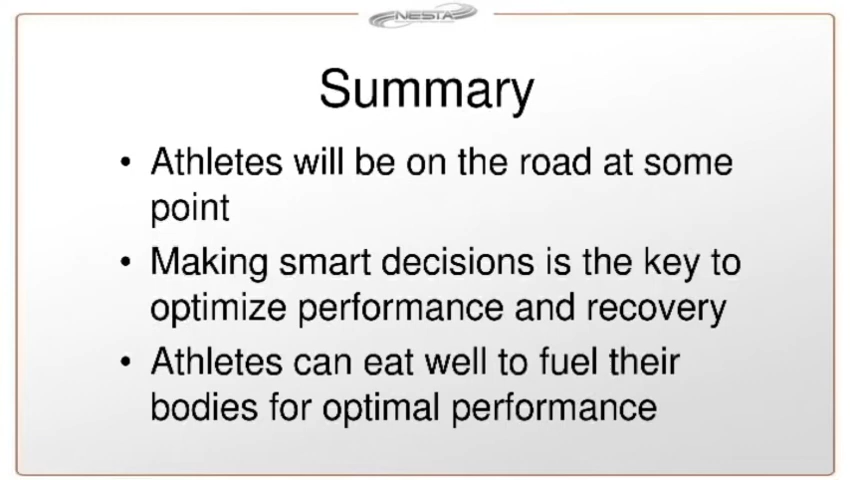 NESTA
Summary
• Athletes will be on the road at some
point
• Making smart decisions is the key to
optimize performance and recovery
• Athletes can eat well to fuel their
bodies for optimal performance